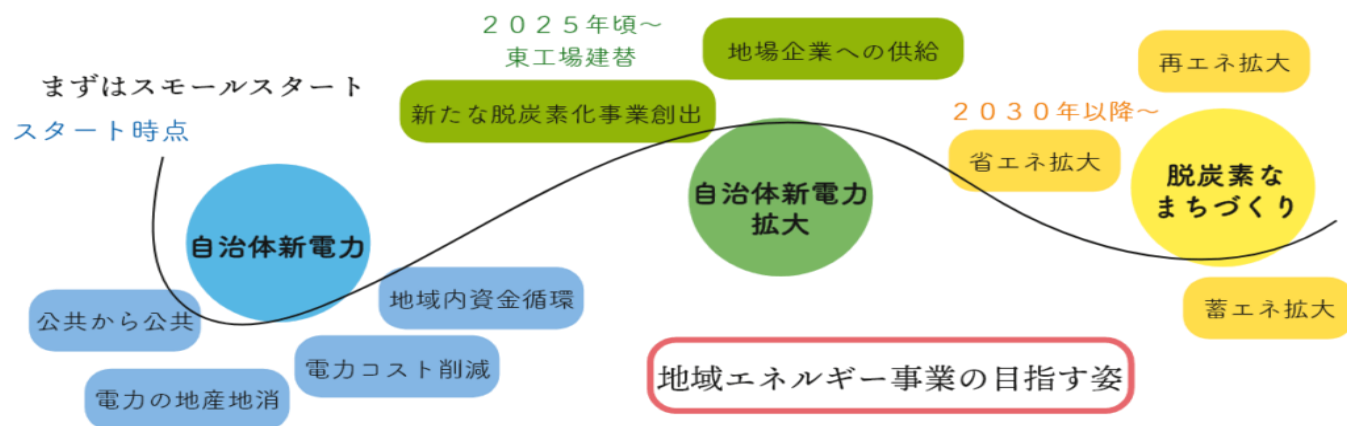 まずはスモールスタート
スタート時点
自治体新電力
公共から公共
電力の地産地消
電力コスト削減
地域内資金循環
２０２５年頃～
東工場建替
新たな脱炭素化事業創出
地場企業への供給
自治体新電力
拡大
２０３０年以降～
省エネ拡大
再エネ拡大
脱炭素な
まちづくり
蓄エネ拡大
地域エネルギー事業の目指す姿